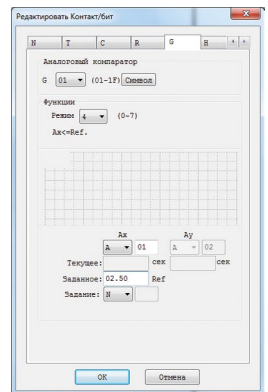 Редактировать Контакт/бит
N T C R G H
Аналоговый компаратор
G 01 (01-1F) Символ
Функции
Режим 4 (0-7)
Ax<=Ref.
Ax Ay
A 01 A 02
Текущее: сек сек
Заданное: 02.50 Ref
Задание: N
OK Отмена